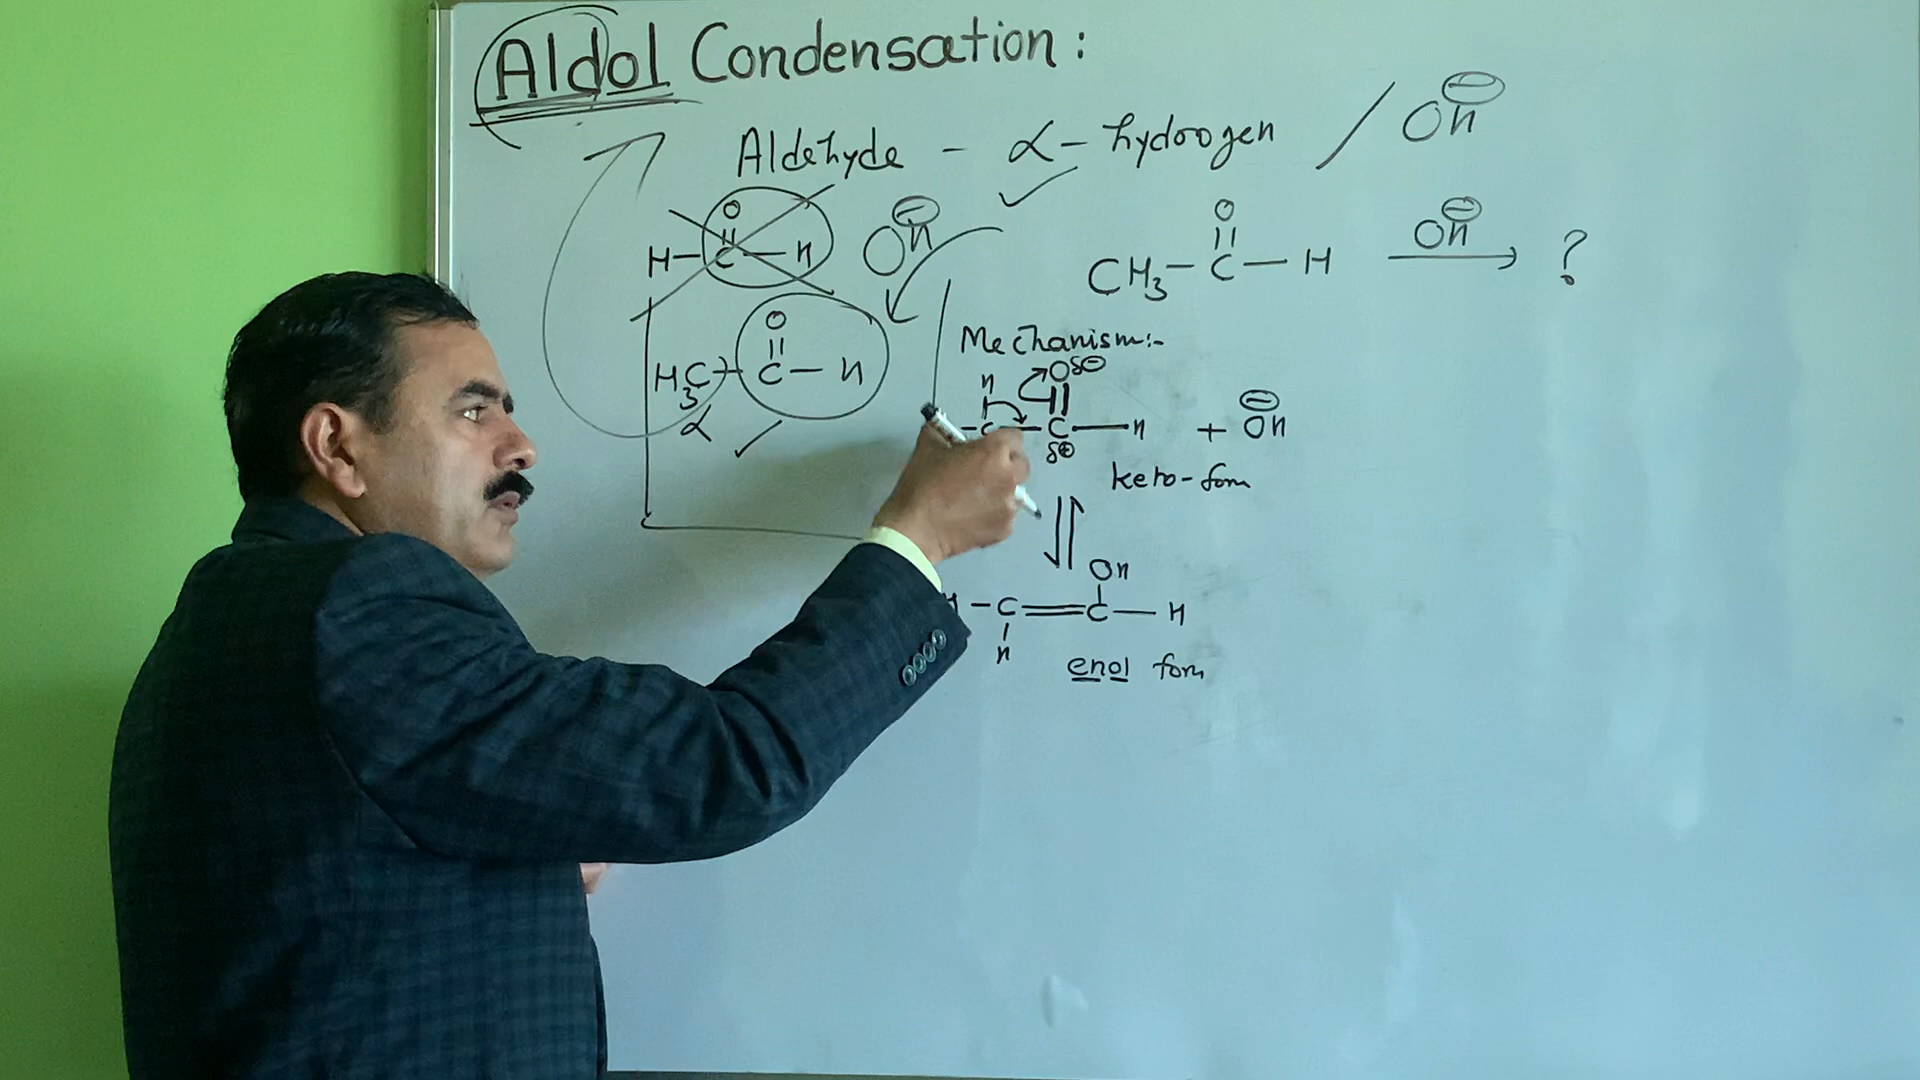 Aldol Condensation :
Aldehyde - α - hydrogen / OH⊖
O
||
H - C - H
OH⊖
O
||
CH3 - C - H
OH⊖
→ ?
O
||
H3C - C - H
α
Mechanism:-
H Oδ⊖
||
- C - C - H + OH⊖
δ⊕
keto-form
⇌
OH
H - C = C - H
H
enol form